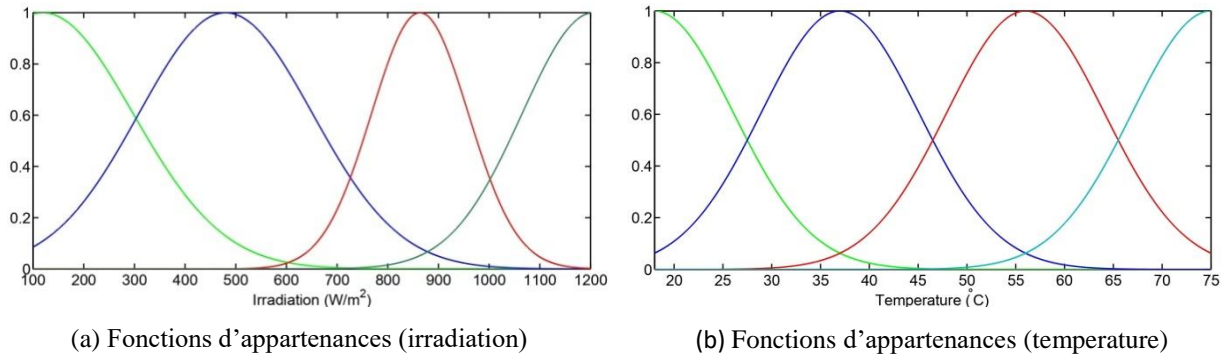 1
0.8
0.6
0.4
0.2
0
100 200 300 400 500 600 700 800 900 1000 1100 1200
Irradiation (W/m²)
(a) Fonctions d’appartenances (irradiation)
1
0.8
0.6
0.4
0.2
0
20 25 30 35 40 45 50 55 60 65 70 75
Temperature (°C)
(b) Fonctions d’appartenances (temperature)